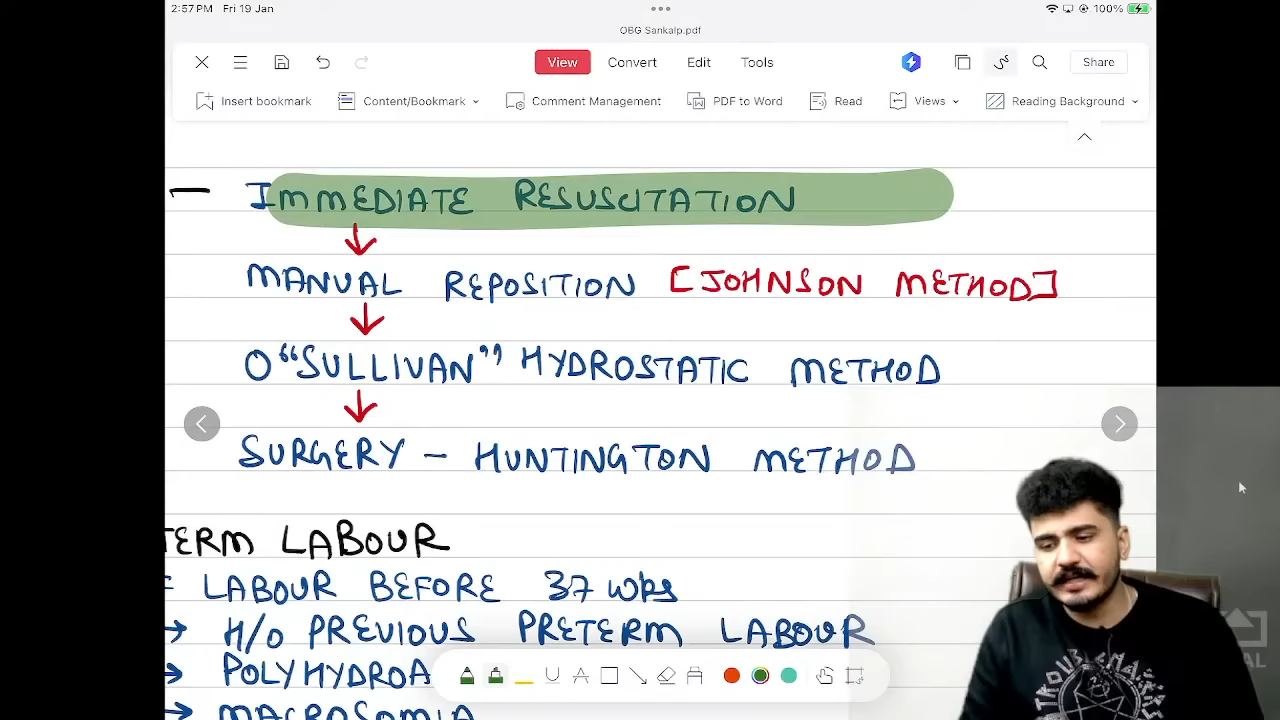 2:57 PM Fri 19 Jan
100%
OBG Sankalp.pdf
View Convert Edit Tools
Share
Insert bookmark Content/Bookmark Comment Management PDF to Word Read Views Reading Background
- IMMEDIATE RESUSCITATION
MANUAL REPOSITION [JOHNSON METHOD]
O "SULLIVAN" HYDROSTATIC METHOD
SURGERY - HUNTINGTON METHOD
TERM LABOUR
LABOUR BEFORE 37 wks
→ H/O PREVIOUS PRETERM LABOUR
→ POLYHYDROA
→ MACROSOMIA